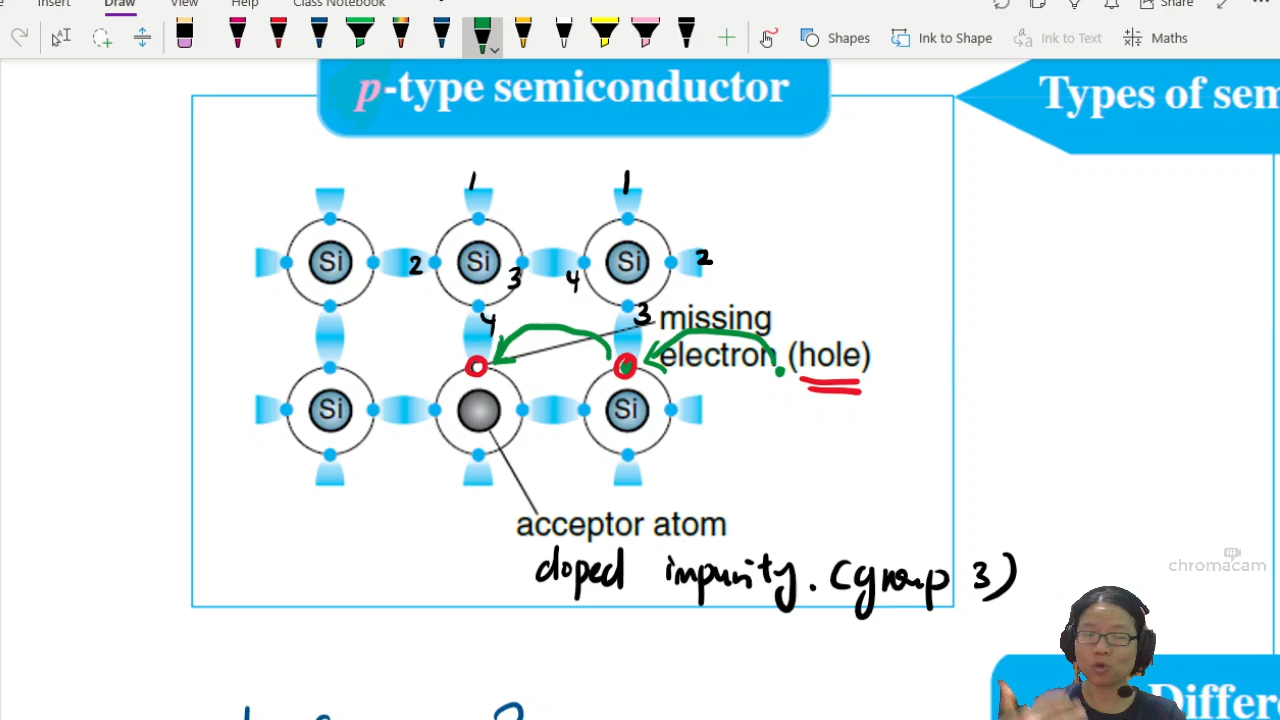 Insert Draw View Help Class Notebook Share
Shapes Ink to Shape Ink to Text Maths
p-type semiconductor
Types of sem
1 1
Si Si Si
2 3 4 2
4 3
missing
electron (hole)
Si Si
acceptor atom
doped impurity. (group 3)
chromacam
Differe